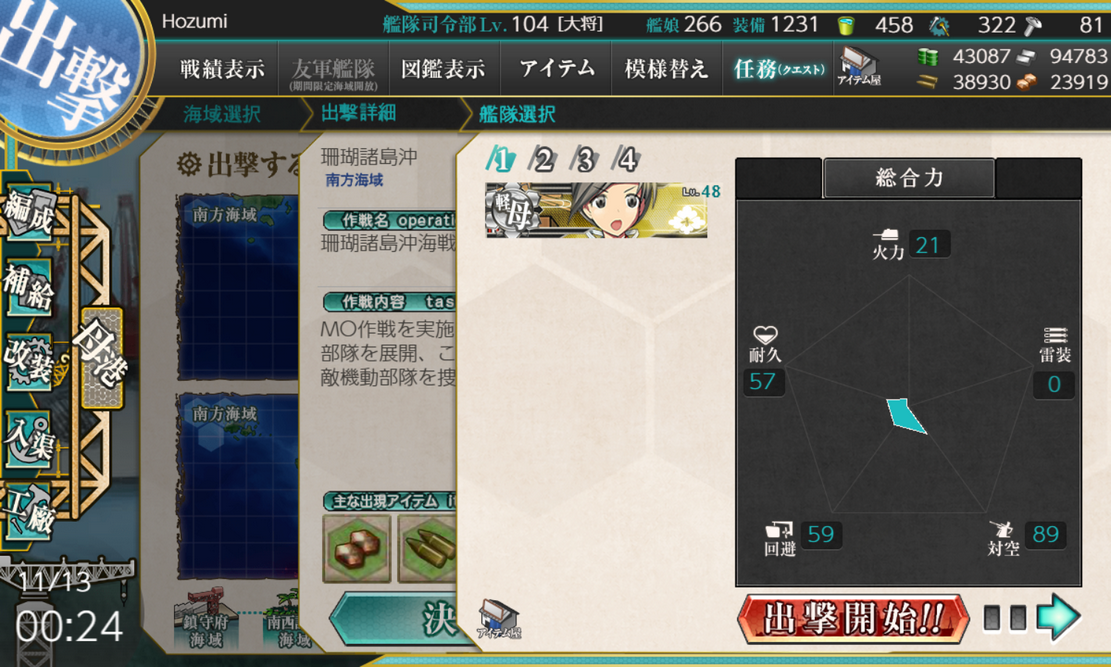 出撃
Hozumi
艦隊司令部Lv. 104 [大将]
艦娘 266 装備 1231
458
322
81
戦績表示
友軍艦隊
(期間限定海域開放)
図鑑表示
アイテム
模様替え
任務(クエスト)
アイテム屋
43087
94783
38930
23919
海域選択
出撃詳細
艦隊選択
出撃する
珊瑚諸島沖
南方海域
作戦名 operati
珊瑚諸島沖海戦
作戦内容 tas
MO作戦を実施
部隊を展開、こ
敵機動部隊を捜
主な出現アイテム it
決
南方海域
南方海域
鎮守府
海域
南西
海域
編成
補給
改装
入渠
工廠
母港
11/13
00:24
1 2 3 4
軽母
Lv. 48
総合力
火力 21
耐久
57
雷装
0
回避 59
対空 89
アイテム屋
出撃開始!!